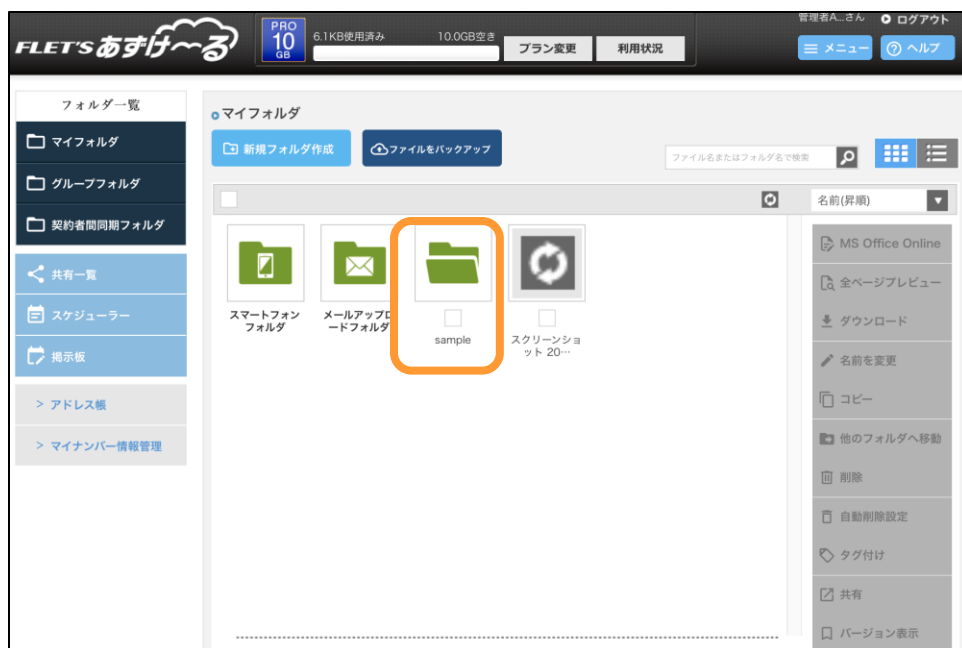 管理者A...さん
ログアウト
FLET'S あずけ～る
PRO
10
GB
6.1KB使用済み
10.0GB空き
プラン変更
利用状況
メニュー
ヘルプ
フォルダ一覧
マイフォルダ
グループフォルダ
契約者間同期フォルダ
共有一覧
スケジューラー
掲示板
> アドレス帳
> マイナンバー情報管理
マイフォルダ
新規フォルダ作成
ファイルをバックアップ
ファイル名またはフォルダ名で検索
名前(昇順)
スマートフォン
フォルダ
メールアップロ
ードフォルダ
sample
スクリーンショ
ット 20…
MS Office Online
全ページプレビュー
ダウンロード
名前を変更
コピー
他のフォルダへ移動
削除
自動削除設定
タグ付け
共有
バージョン表示